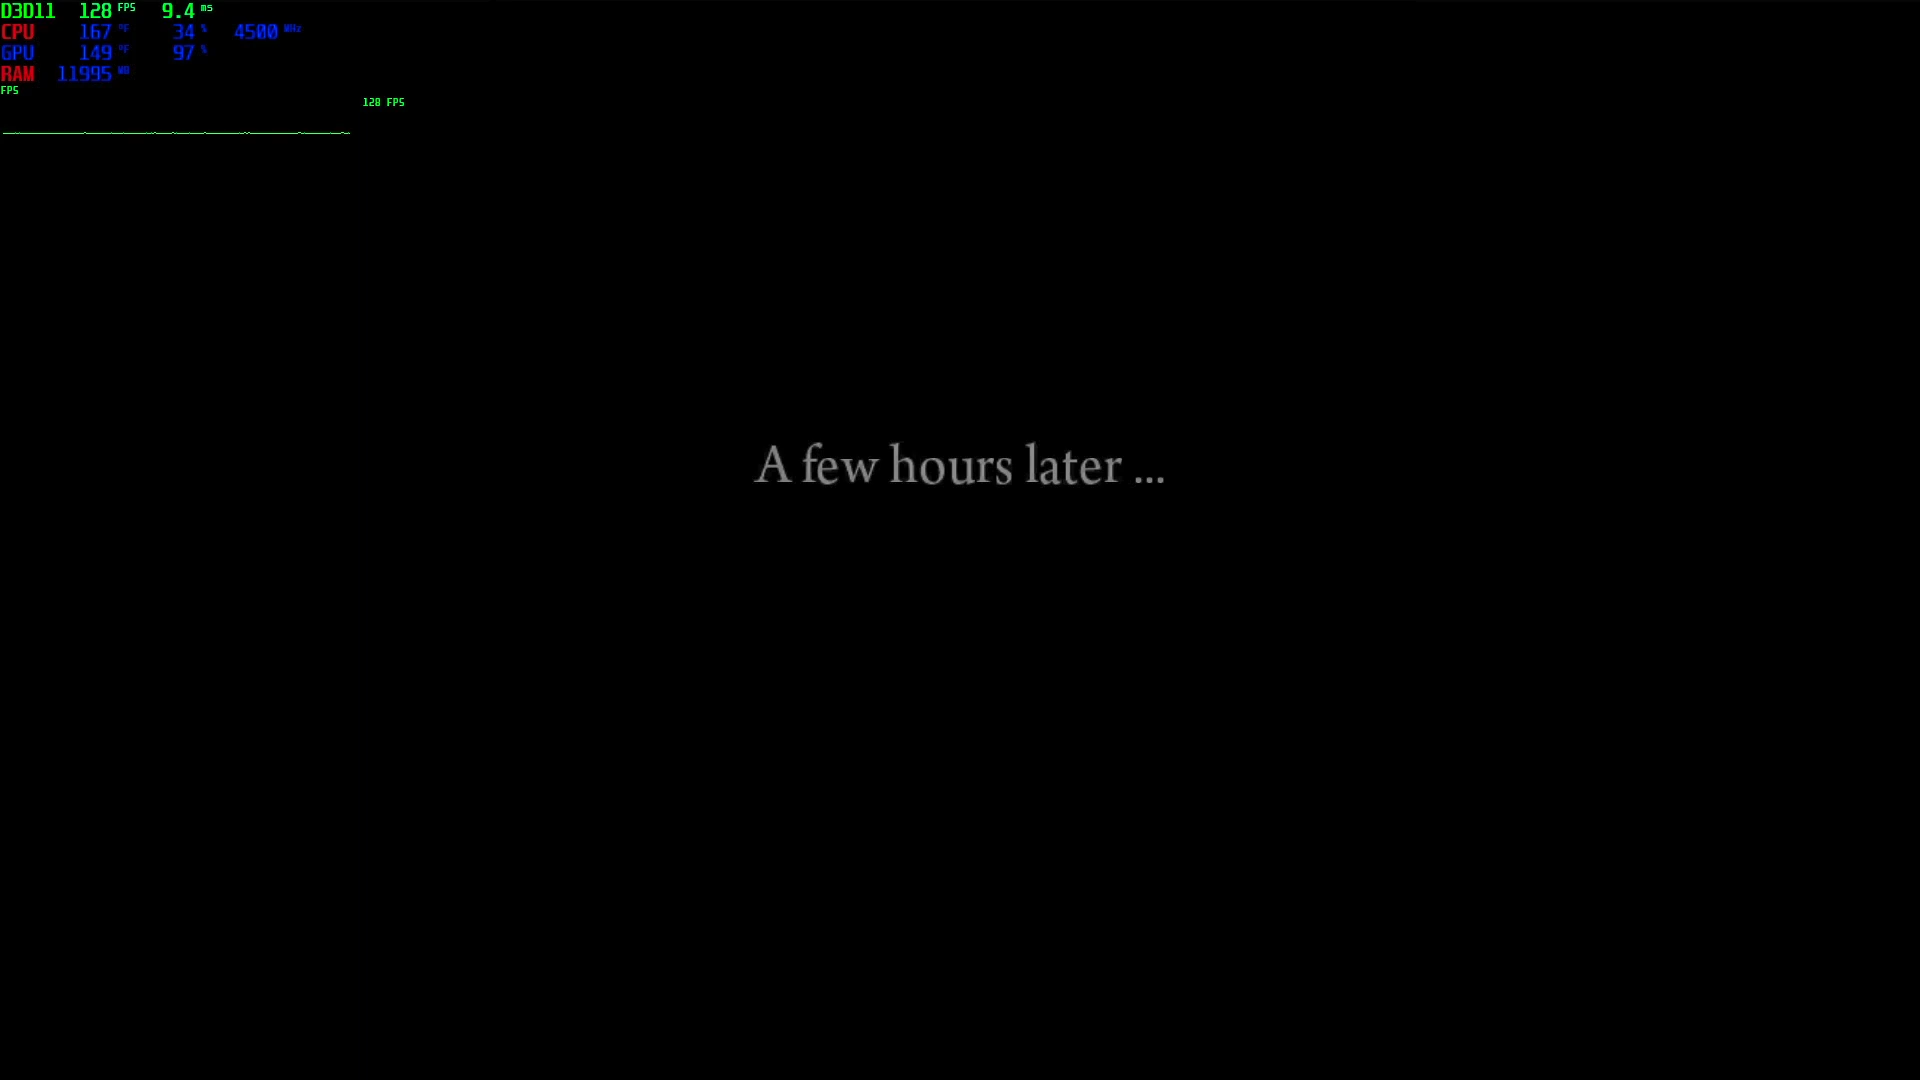 D3D11 128 FPS 9.4 ms
CPU 167 °F 34 % 4500 MHz
GPU 149 °F 97 %
RAM 11995 MB
FPS
128 FPS
A few hours later ...